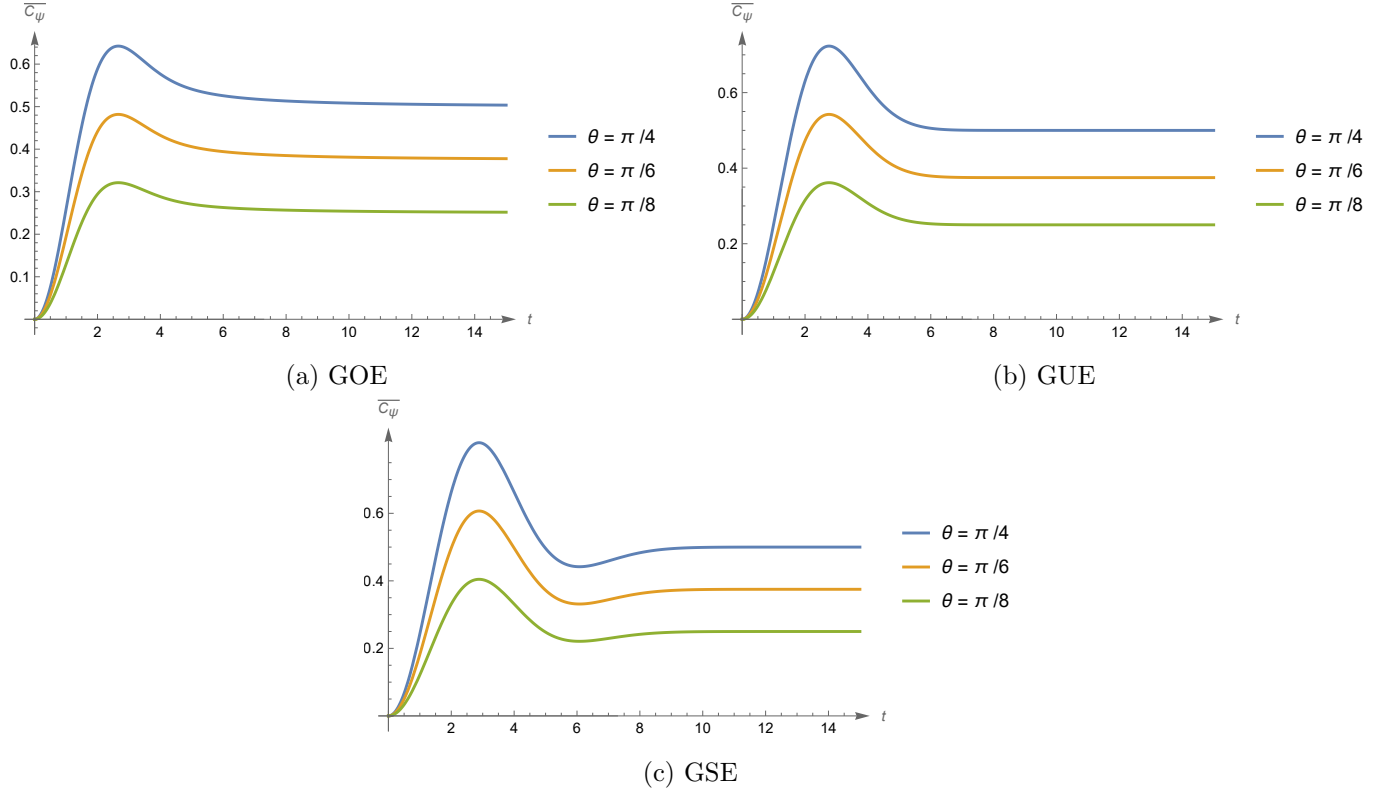 C_ψ
0.6
0.5
0.4
0.3
0.2
0.1
2 4 6 8 10 12 14
t
θ = π /4
θ = π /6
θ = π /8
(a) GOE
C_ψ
0.6
0.4
0.2
2 4 6 8 10 12 14
t
θ = π /4
θ = π /6
θ = π /8
(b) GUE
C_ψ
0.6
0.4
0.2
2 4 6 8 10 12 14
t
θ = π /4
θ = π /6
θ = π /8
(c) GSE